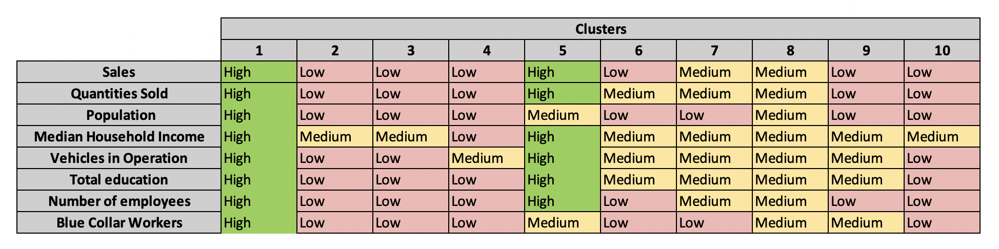 Clusters
1 2 3 4 5 6 7 8 9 10
Sales High Low Low Low High Low Medium Medium Low Low
Quantities Sold High Low Low Low High Medium Medium Medium Low Low
Population High Low Low Low Medium Low Low Medium Low Low
Median Household Income High Medium Medium Low High Medium Medium Medium Medium Medium
Vehicles in Operation High Low Low Medium High Medium Medium Medium Medium Low
Total education High Low Low Low High Medium Medium Medium Medium Low
Number of employees High Low Low Low High Low Medium Medium Low Low
Blue Collar Workers High Low Low Low Medium Low Low Medium Medium Low